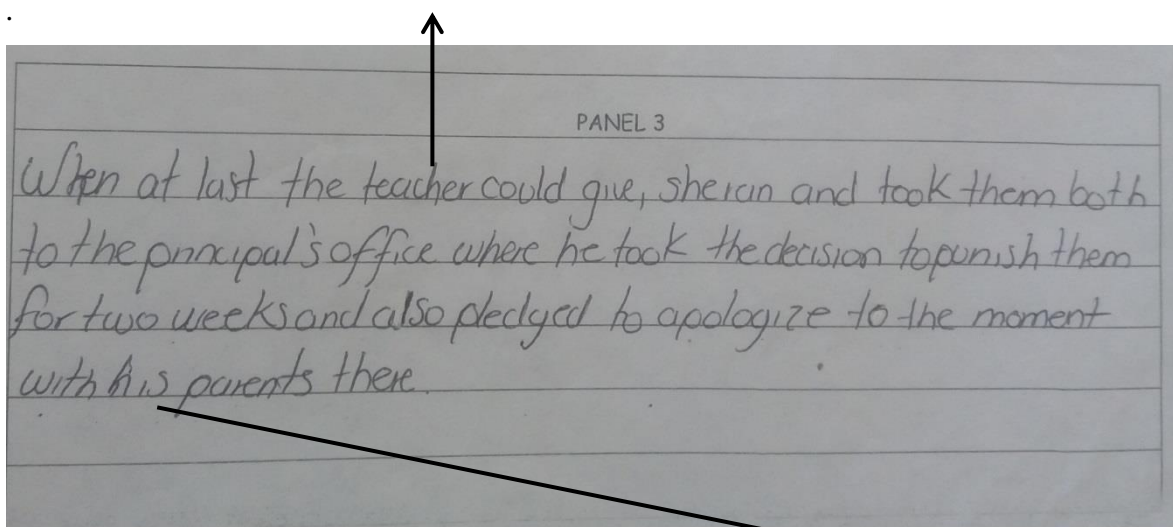 .
PANEL 3
When at last the teacher could give, she ran and took them both
to the principal's office where he took the decision to punish them
for two weeks and also pledged to apologize to the moment
with his parents there.